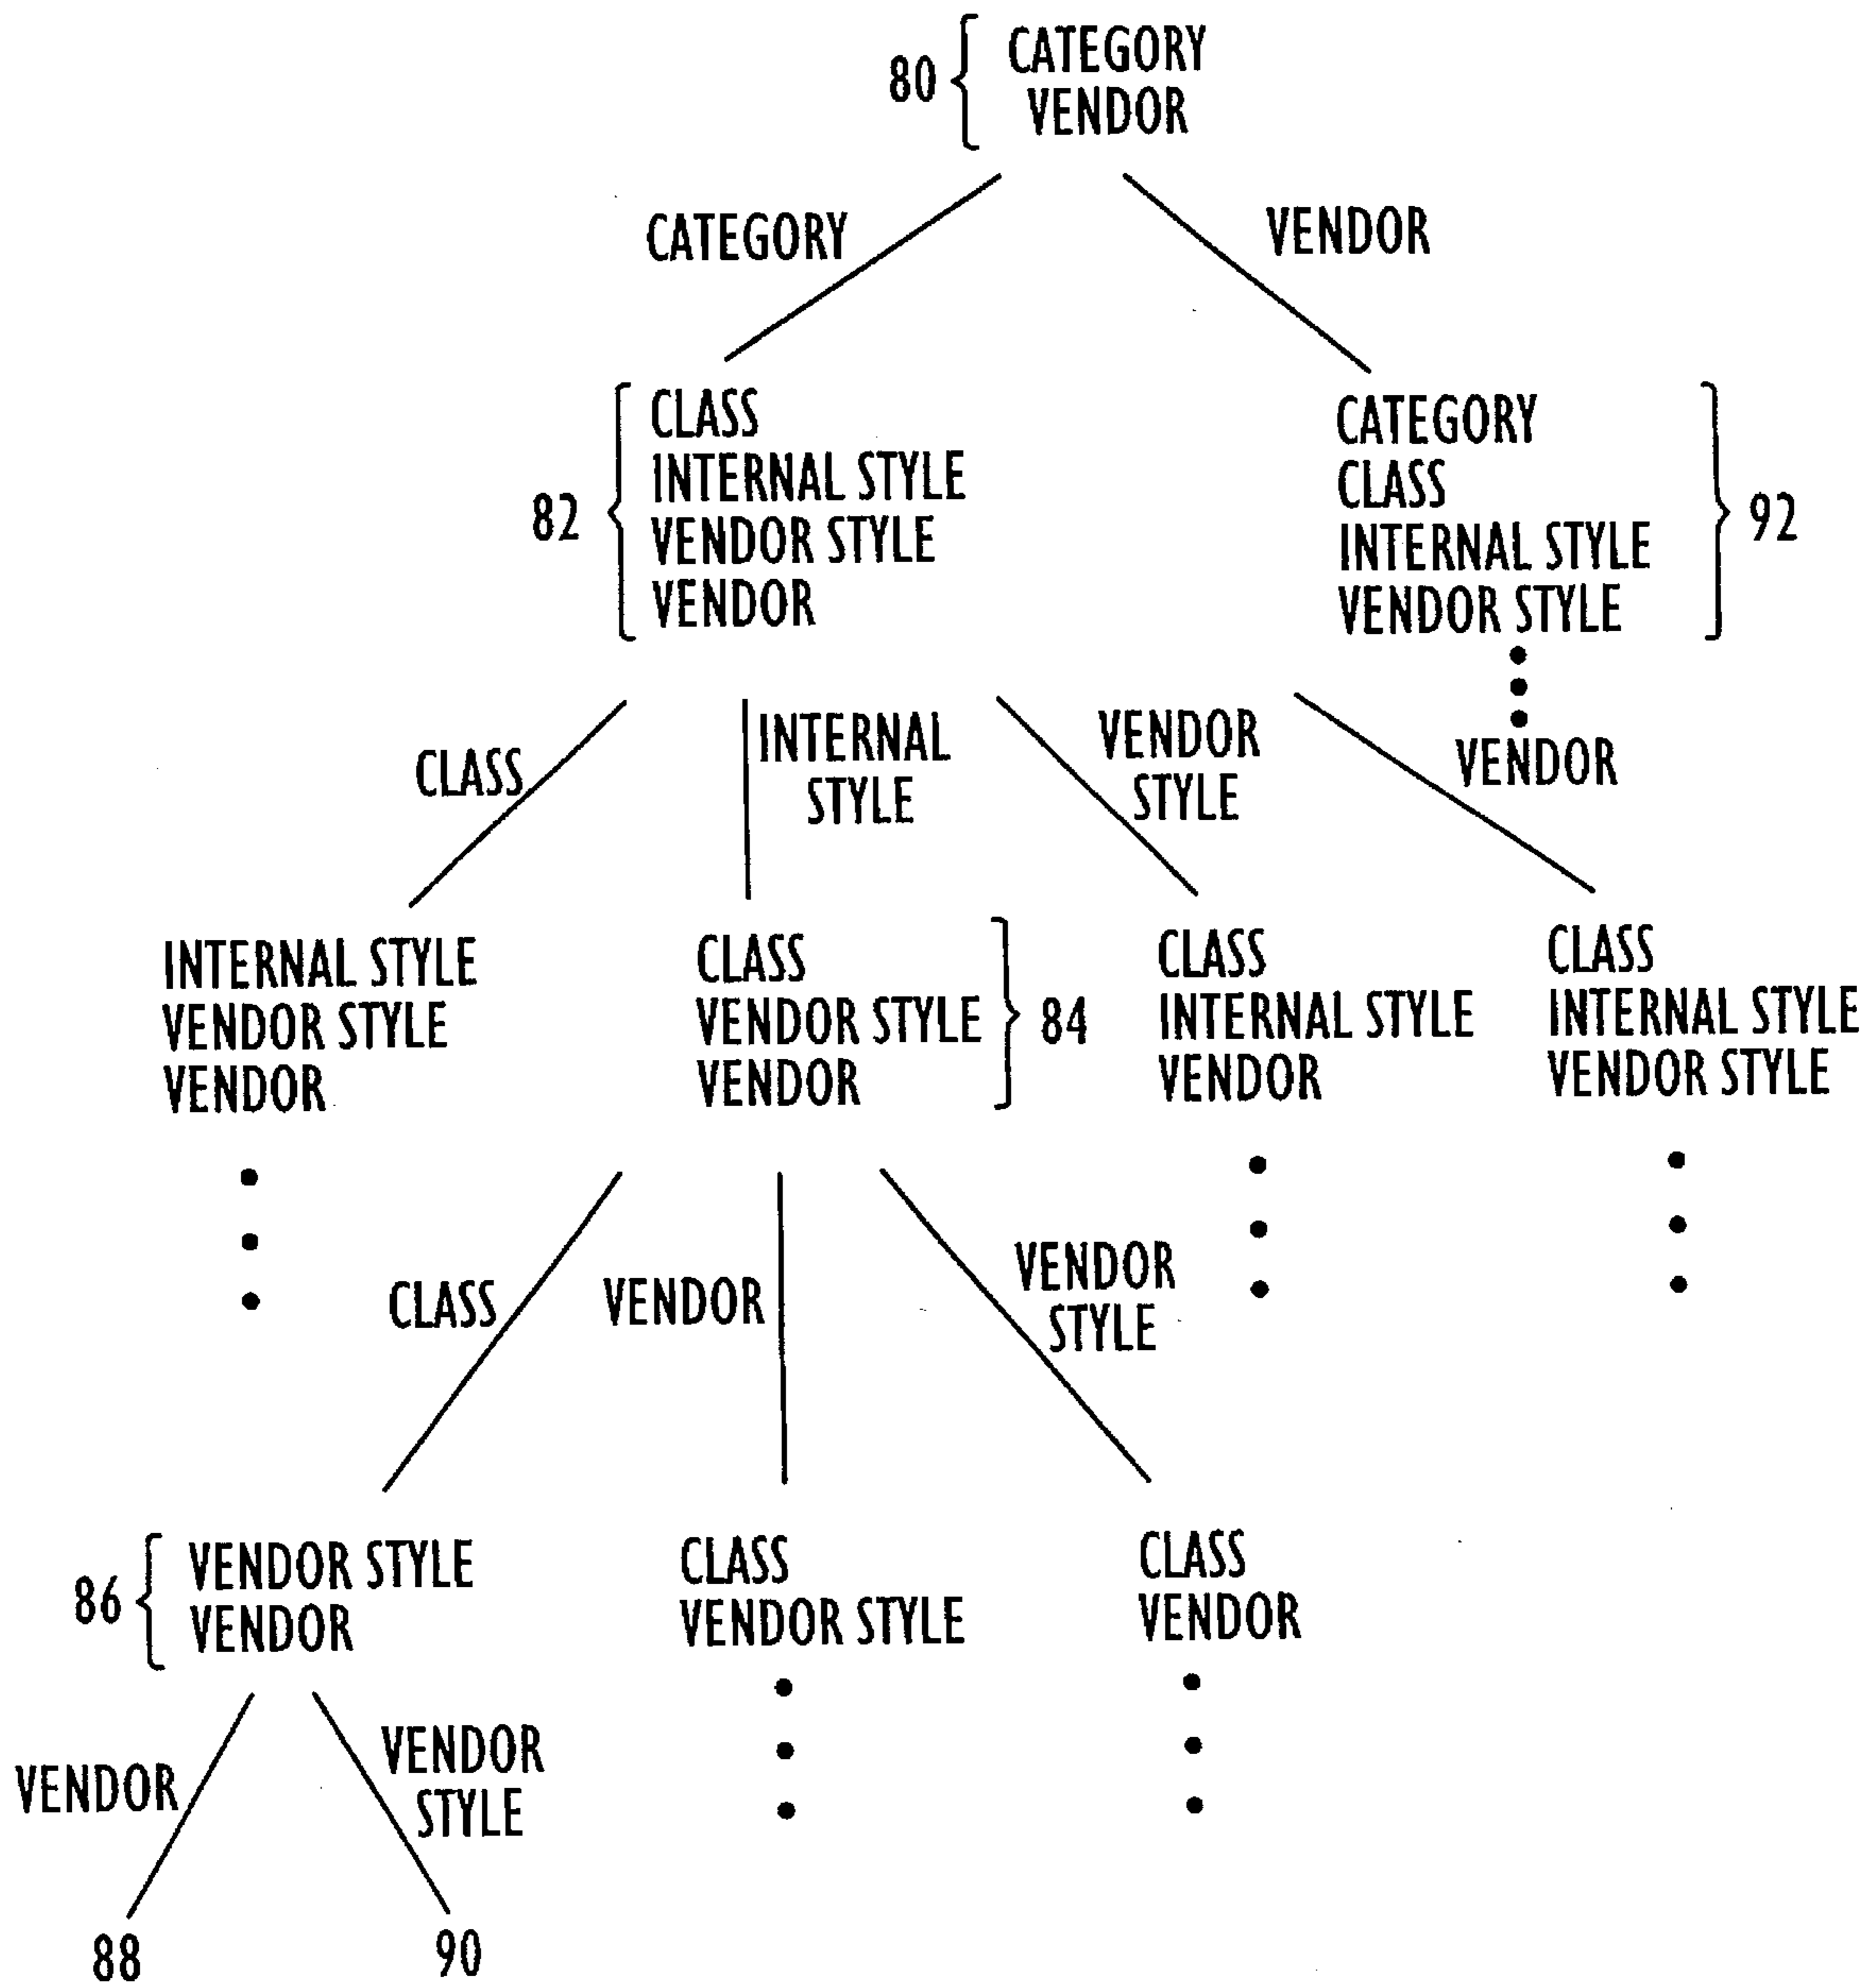 80
CATEGORY
VENDOR
CATEGORY
VENDOR
82
CLASS
INTERNAL STYLE
VENDOR STYLE
VENDOR
CATEGORY
CLASS
INTERNAL STYLE
VENDOR STYLE
92
CLASS
INTERNAL
STYLE
VENDOR
STYLE
VENDOR
INTERNAL STYLE
VENDOR STYLE
VENDOR
CLASS
VENDOR STYLE
VENDOR
84
CLASS
INTERNAL STYLE
VENDOR
CLASS
INTERNAL STYLE
VENDOR STYLE
CLASS
VENDOR
VENDOR
STYLE
86
VENDOR STYLE
VENDOR
CLASS
VENDOR STYLE
CLASS
VENDOR
VENDOR
VENDOR
STYLE
88
90